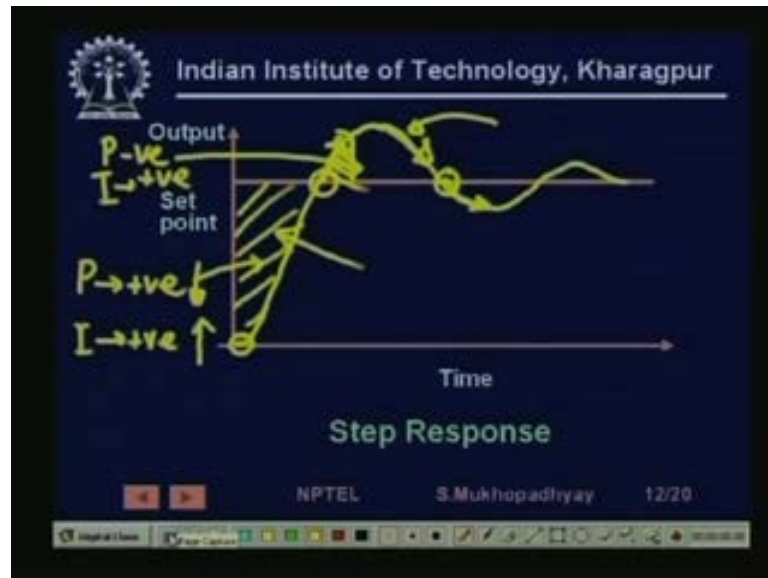 Indian Institute of Technology, Kharagpur
Output
P-ve
I→+ve
Set
point
P→+ve ↓
I→+ve ↑
Time
Step Response
NPTEL S.Mukhopadhyay 12/20